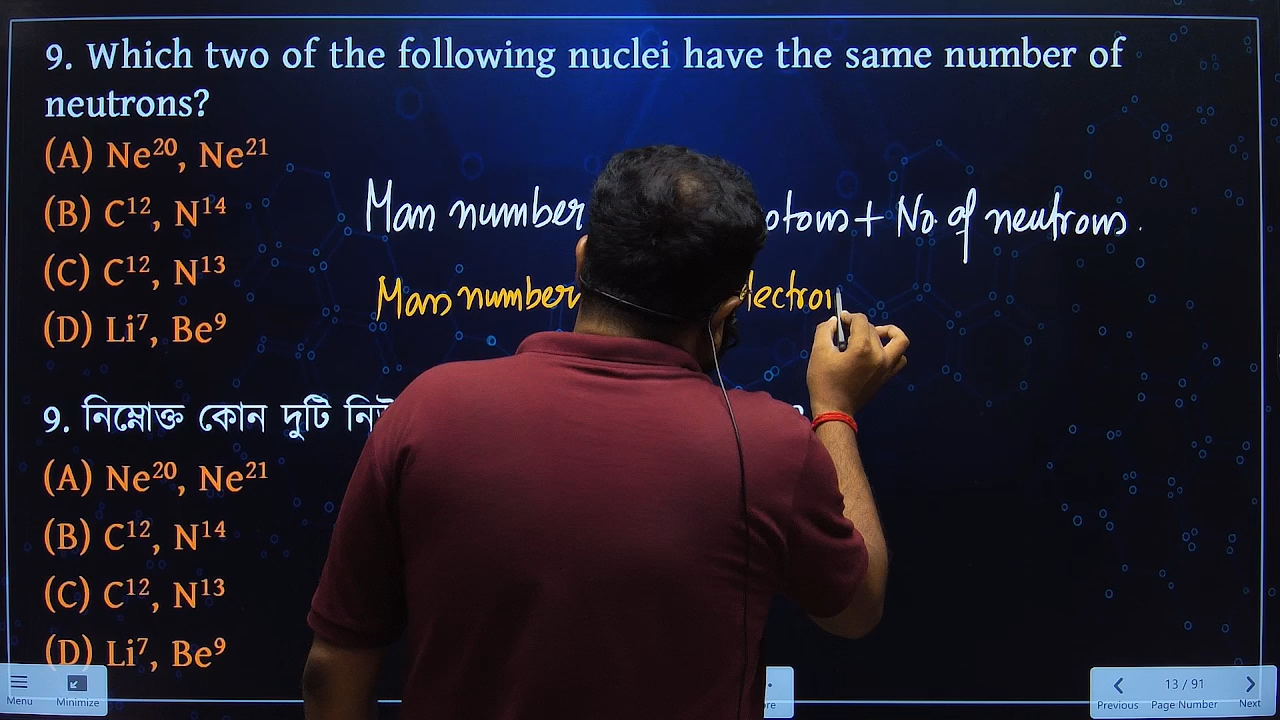 9. Which two of the following nuclei have the same number of
neutrons?
(A) Ne²⁰, Ne²¹
(B) C¹², N¹⁴
(C) C¹², N¹³
(D) Li⁷, Be⁹
Man number otons + No. of neutrons.
Mass number lectron
9. নিম্নোক্ত কোন দুটি
(A) Ne²⁰, Ne²¹
(B) C¹², N¹⁴
(C) C¹², N¹³
(D) Li⁷, Be⁹
Menu Minimize
13 / 91
Previous Page Number Next